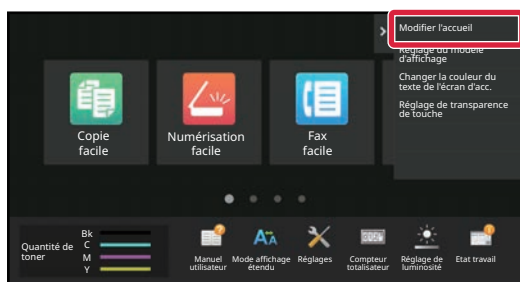 Modifier l'accueil
Réglage du modèle
d'affichage
Changer la couleur du
texte de l'écran d'acc.
Réglage de transparence
de touche
Copie
facile
Numérisation
facile
Fax
facile
Quantité de
toner
Bk
C
M
Y
Manuel
utilisateur
Mode affichage
étendu
Réglages
Compteur
totalisateur
Réglage de
luminosité
Etat travail